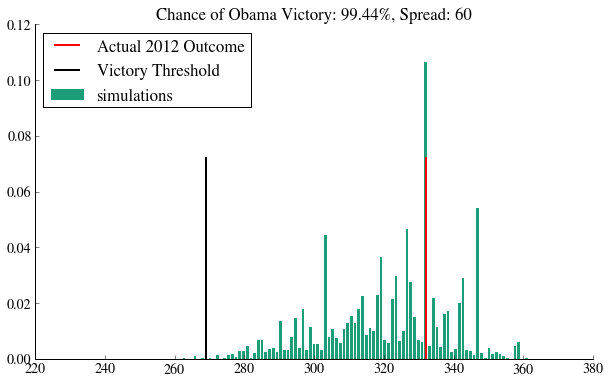 Chance of Obama Victory: 99.44%, Spread: 60
0.12
Actual 2012 Outcome
Victory Threshold
simulations
0.10
0.08
0.06
0.04
0.02
0.00
220 240 260 280 300 320 340 360 380